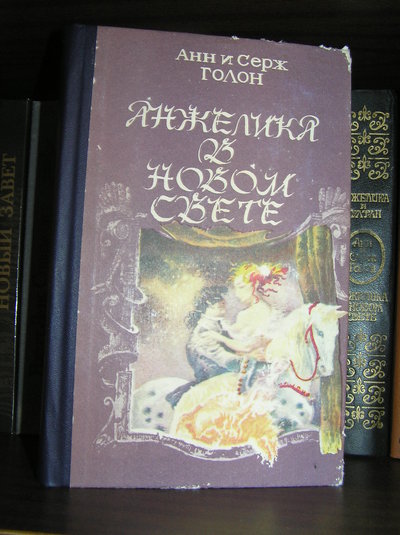 Анн и Серж
Голон
Анжелика
в
Новом
Свете
НОВЫЙ ЗАВЕТ